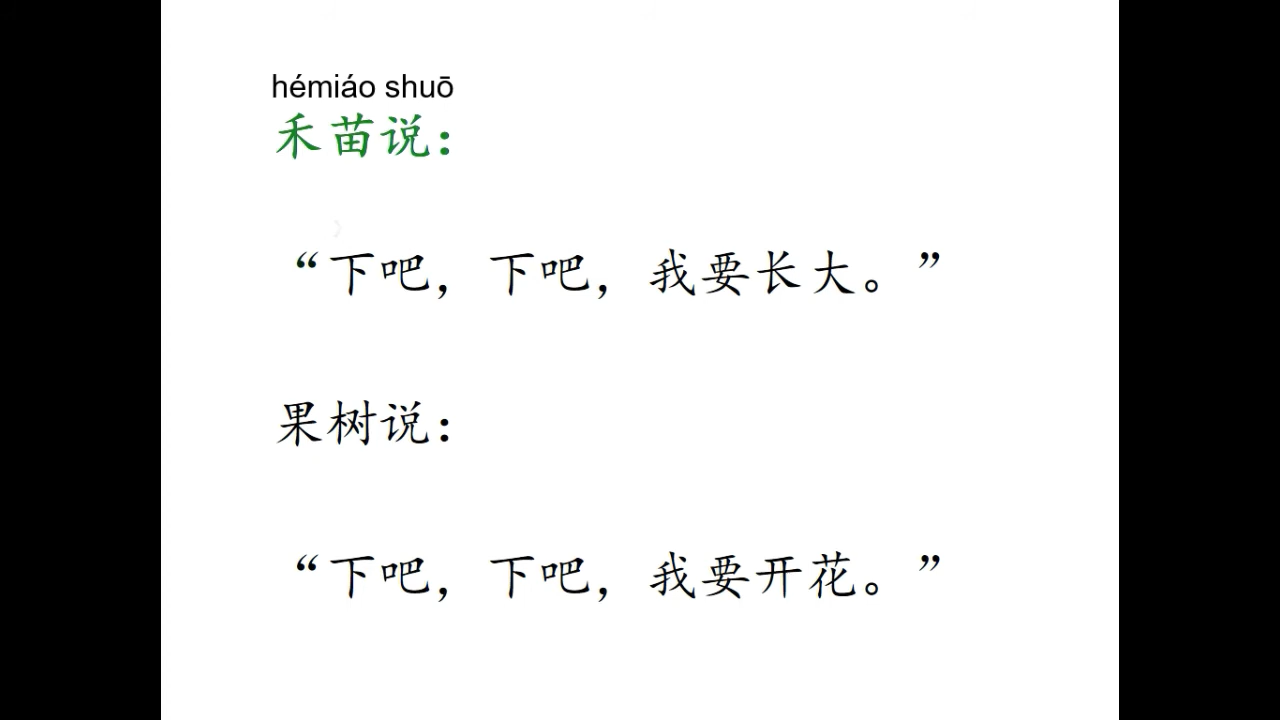 hémiáo shuō
禾苗说：
“下吧，下吧，我要长大。”
果树说：
“下吧，下吧，我要开花。”